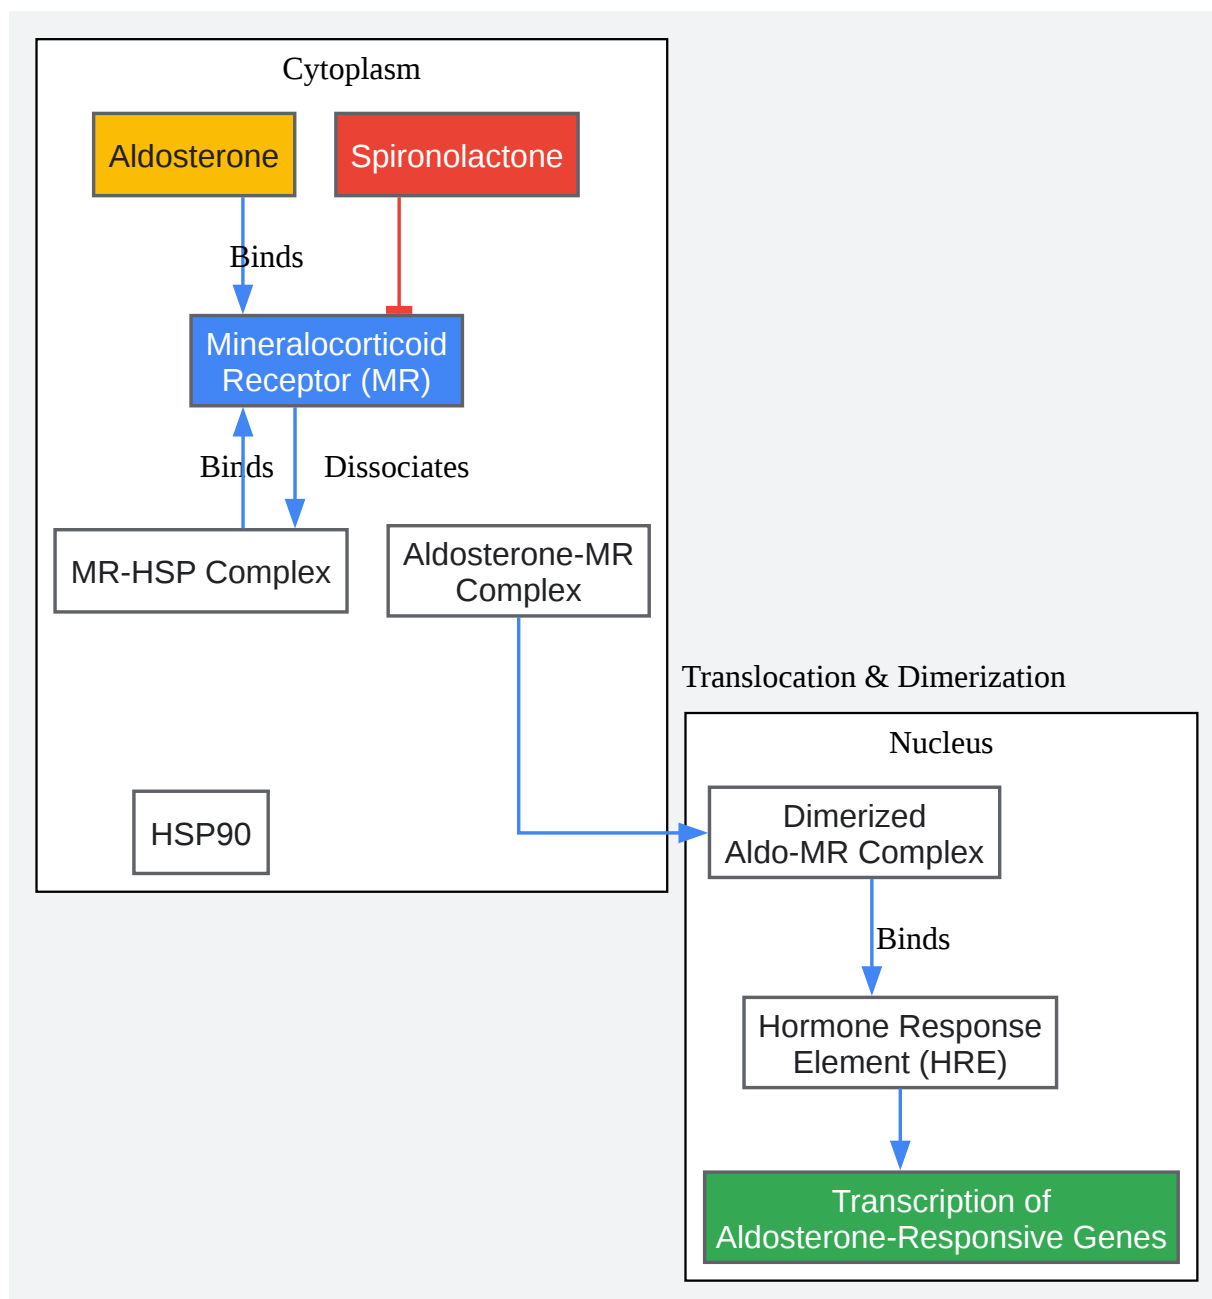 Cytoplasm
Aldosterone
Spironolactone
Binds
Mineralocorticoid
Receptor (MR)
Binds
Dissociates
MR-HSP Complex
Aldosterone-MR
Complex
HSP90
Translocation & Dimerization
Nucleus
Dimerized
Aldo-MR Complex
Binds
Hormone Response
Element (HRE)
Transcription of
Aldosterone-Responsive Genes